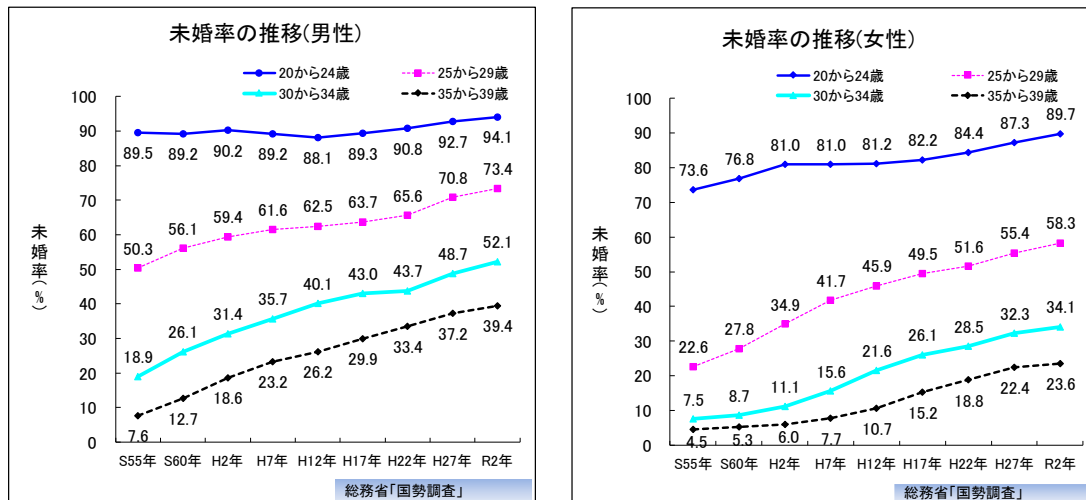 未婚率の推移(男性)
20から24歳 25から29歳
30から34歳 35から39歳
未婚率(%)
100
90
80
70
60
50
40
30
20
10
0
89.5 89.2 90.2 89.2 88.1 89.3 90.8 92.7 94.1
50.3 56.1 59.4 61.6 62.5 63.7 65.6 70.8 73.4
18.9 26.1 31.4 35.7 40.1 43.0 43.7 48.7 52.1
7.6 12.7 18.6 23.2 26.2 29.9 33.4 37.2 39.4
S55年 S60年 H2年 H7年 H12年 H17年 H22年 H27年 R2年
総務省「国勢調査」
未婚率の推移(女性)
20から24歳 25から29歳
30から34歳 35から39歳
未婚率(%)
100
90
80
70
60
50
40
30
20
10
0
73.6 76.8 81.0 81.0 81.2 82.2 84.4 87.3 89.7
22.6 27.8 34.9 41.7 45.9 49.5 51.6 55.4 58.3
7.5 8.7 11.1 15.6 21.6 26.1 28.5 32.3 34.1
4.5 5.3 6.0 7.7 10.7 15.2 18.8 22.4 23.6
S55年 S60年 H2年 H7年 H12年 H17年 H22年 H27年 R2年
総務省「国勢調査」